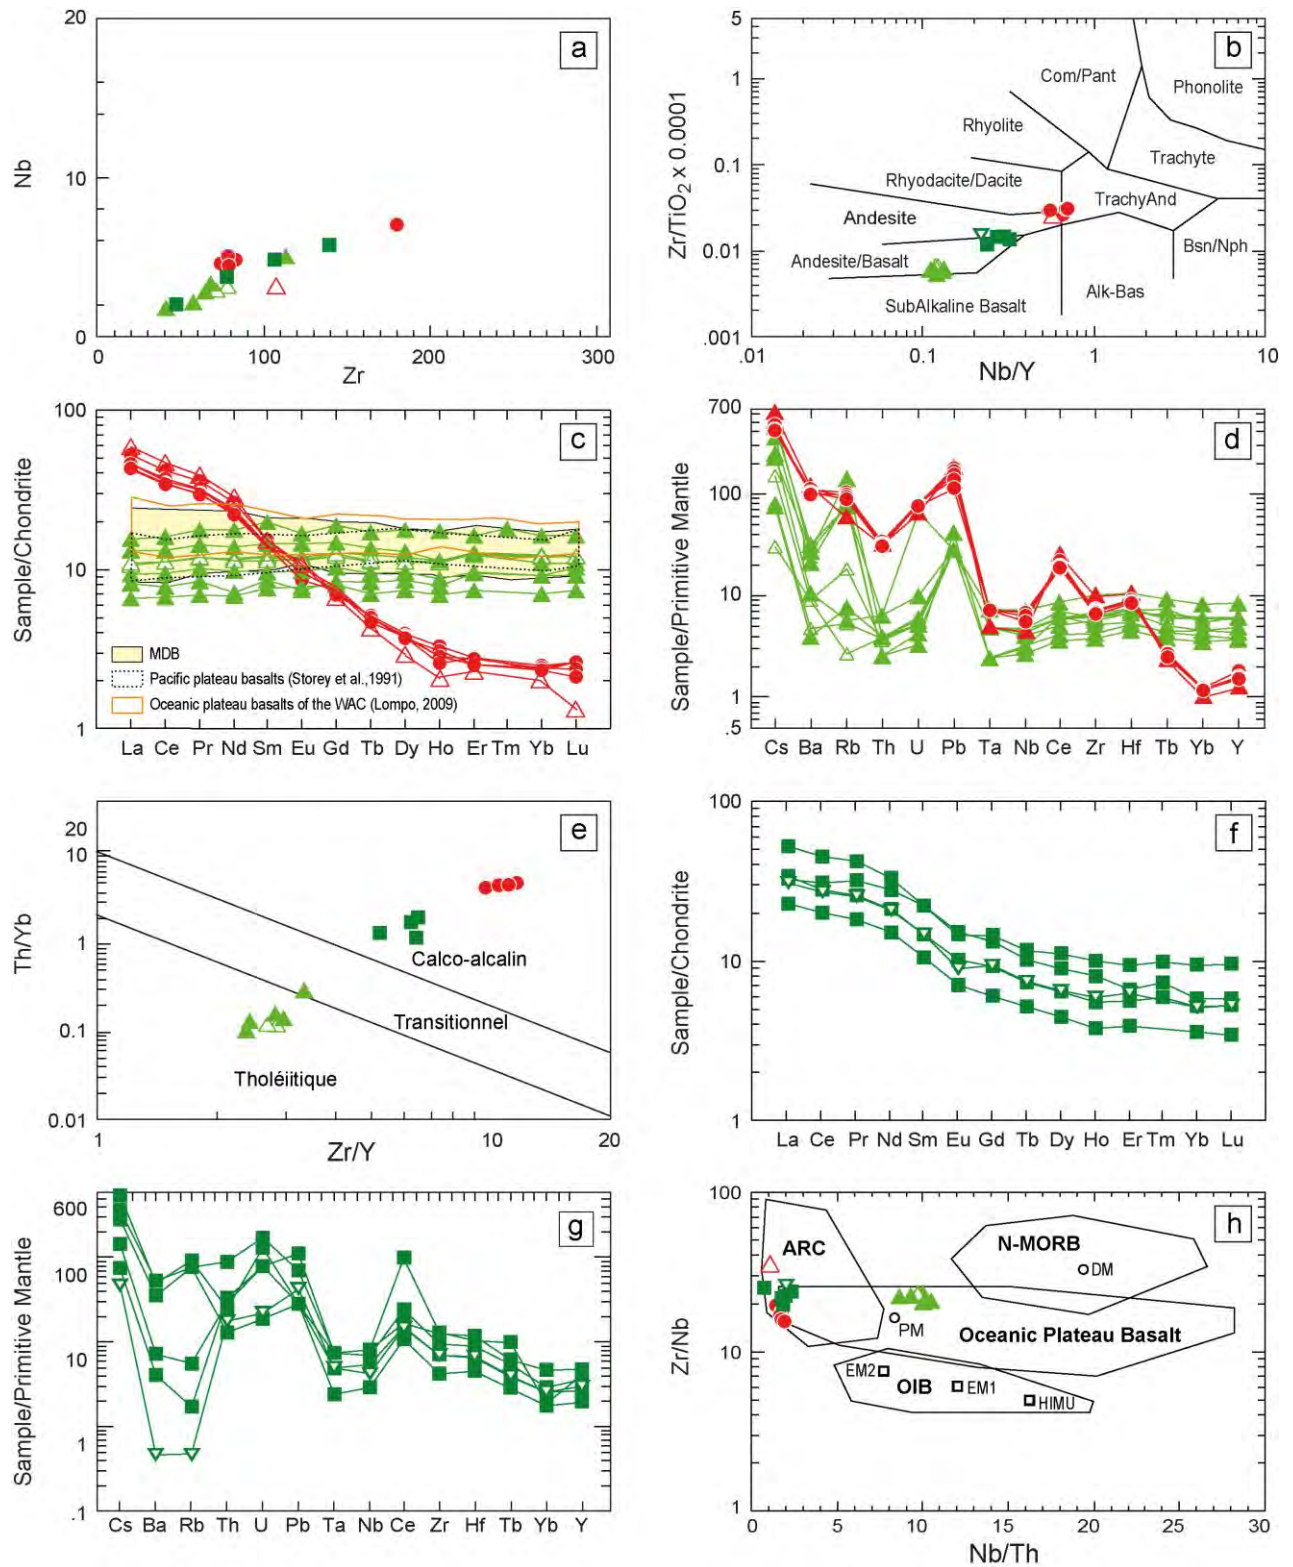 a
Nb
20
10
0
0
100
200
300
Zr
b
Zr/TiO2 x 0.0001
5
1
0.1
0.01
.001
.01
0.1
1
10
Nb/Y
Com/Pant
Phonolite
Rhyolite
Trachyte
Rhyodacite/Dacite
TrachyAnd
Andesite
Andesite/Basalt
Bsn/Nph
SubAlkaline Basalt
Alk-Bas
c
Sample/Chondrite
100
10
1
MDB
Pacific plateau basalts (Storey et al.,1991)
Oceanic plateau basalts of the WAC (Lompo, 2009)
La Ce Pr Nd Sm Eu Gd Tb Dy Ho Er Tm Yb Lu
d
Sample/Primitive Mantle
700
100
10
1
.5
Cs Ba Rb Th U Pb Ta Nb Ce Zr Hf Tb Yb Y
e
Th/Yb
20
10
1
0.1
0.01
Calco-alcalin
Transitionnel
Tholéiitique
1
10
20
Zr/Y
f
Sample/Chondrite
100
10
1
La Ce Pr Nd Sm Eu Gd Tb Dy Ho Er Tm Yb Lu
g
Sample/Primitive Mantle
600
100
10
1
.1
Cs Ba Rb Th U Pb Ta Nb Ce Zr Hf Tb Yb Y
h
Zr/Nb
100
10
1
ARC
N-MORB
DM
PM
Oceanic Plateau Basalt
EM2
OIB
EM1
HIMU
0
5
10
15
20
25
30
Nb/Th